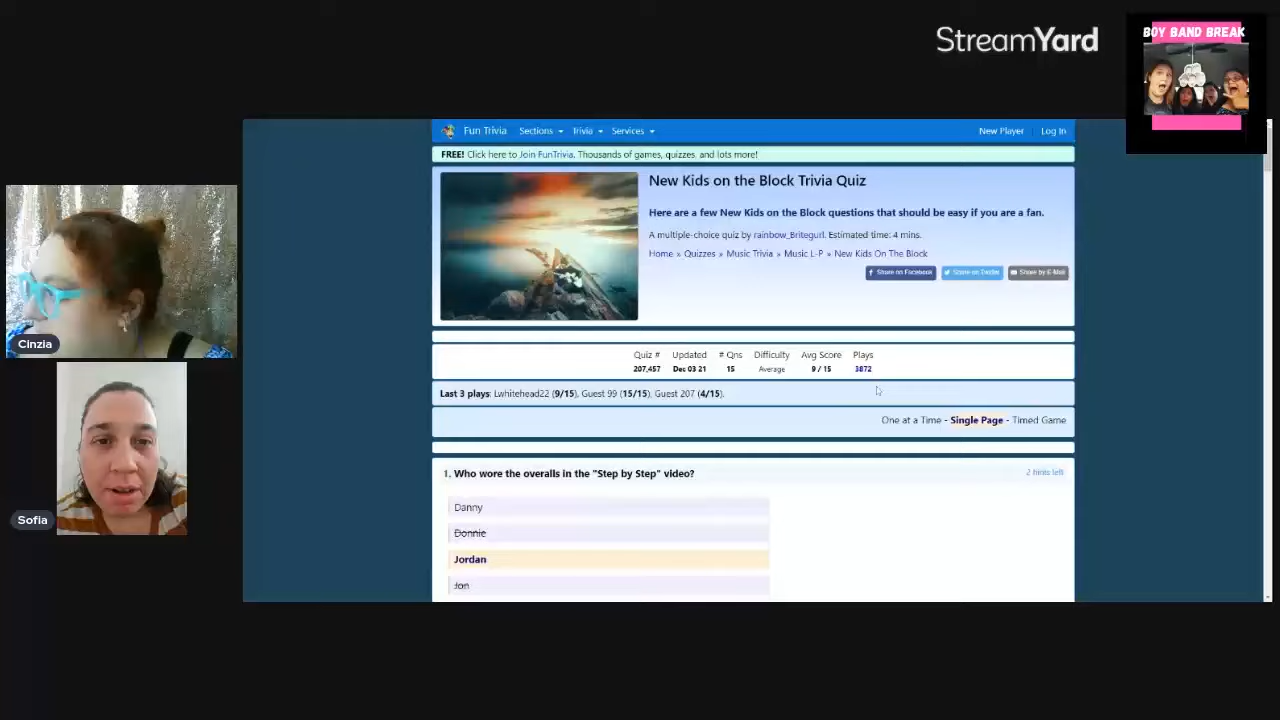 StreamYard
BOY BAND BREAK
Fun Trivia Sections Trivia Services New Player Log In
FREE! Click here to Join FunTrivia. Thousands of games, quizzes, and lots more!
New Kids on the Block Trivia Quiz
Here are a few New Kids on the Block questions that should be easy if you are a fan.
A multiple-choice quiz by rainbow_Britegurl. Estimated time: 4 mins.
Home » Quizzes » Music Trivia » Music L-P » New Kids On The Block
Share on Facebook Share on Twitter Share by E-Mail
Cinzia
Quiz # Updated # Qns Difficulty Avg Score Plays
207,457 Dec 03 21 15 Average 9 / 15 3872
Last 3 plays: Lwhitehead22 (9/15), Guest 99 (15/15), Guest 207 (4/15).
One at a Time - Single Page - Timed Game
1. Who wore the overalls in the "Step by Step" video? 2 hints left
Danny
Donnie
Jordan
Jon
Sofia